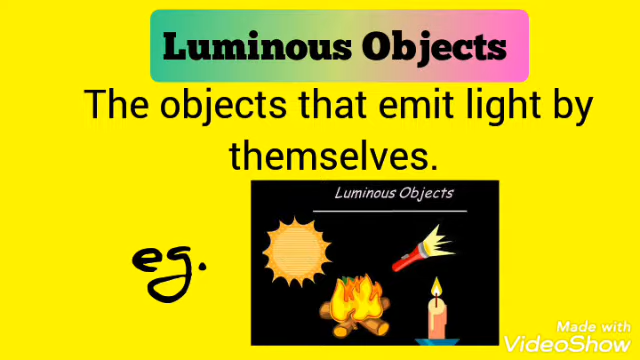 Luminous Objects
The objects that emit light by
themselves.
Luminous Objects
eg.
Made with
VideoShow